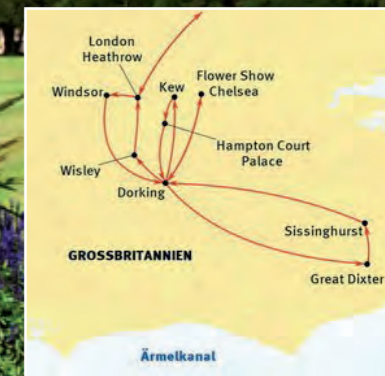 London
Heathrow
Flower Show
Chelsea
Windsor
Kew
Hampton Court
Palace
Wisley
Dorking
Sissinghurst
GROSSBRITANNIEN
Great Dixter
Ärmelkanal